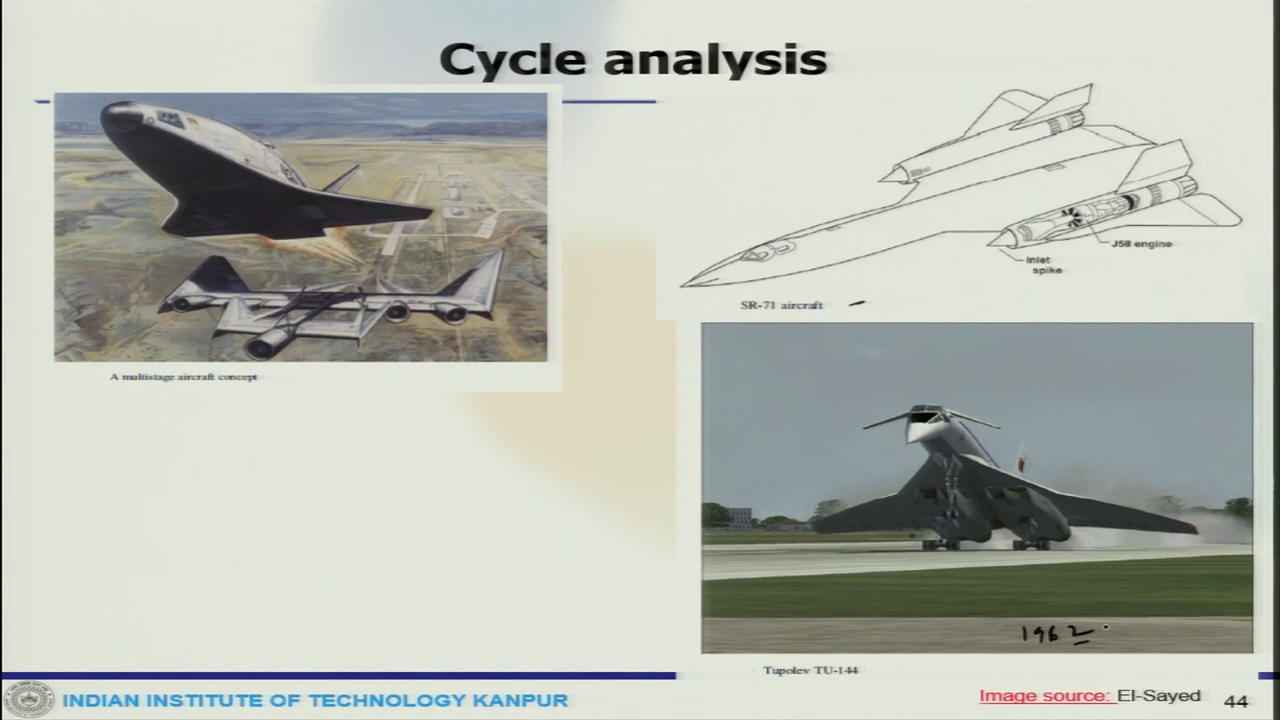 Cycle analysis
A multistage aircraft concept
J58 engine
Inlet
spike
SR-71 aircraft
1962
Tupolev TU-144
INDIAN INSTITUTE OF TECHNOLOGY KANPUR
Image source: El-Sayed
44